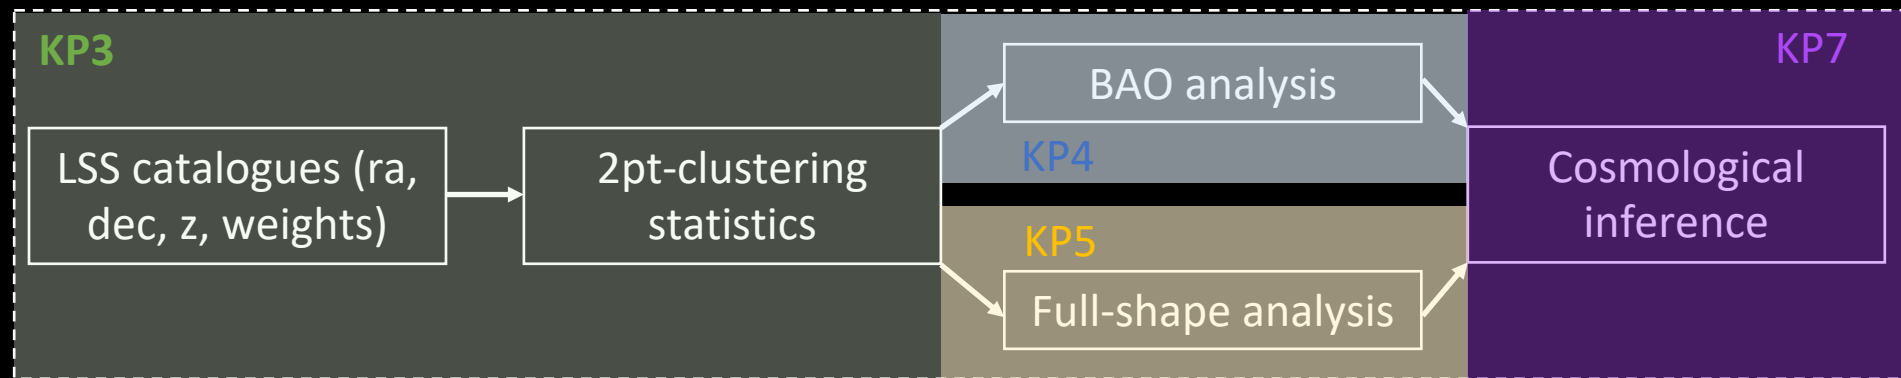 KP3
LSS catalogues (ra,
dec, z, weights)
2pt-clustering
statistics
BAO analysis
KP4
KP5
Full-shape analysis
KP7
Cosmological
inference